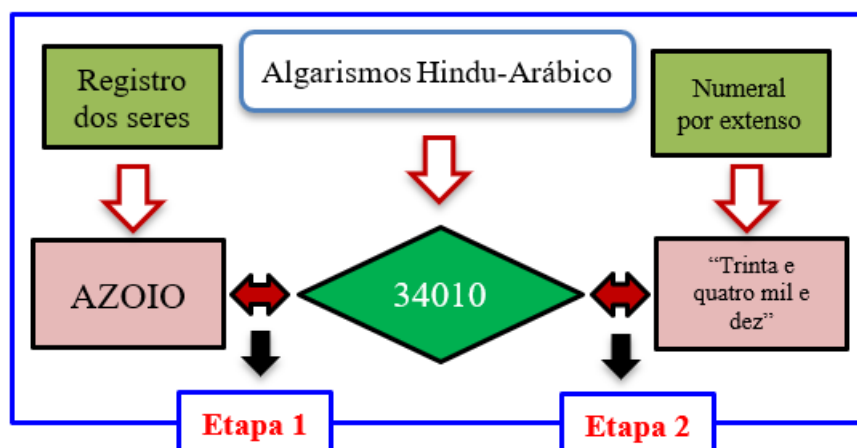 Registro
dos seres
Algarismos Hindu-Arábico
Numeral
por extenso
AZOIO
34010
“Trinta e
quatro mil e
dez”
Etapa 1
Etapa 2